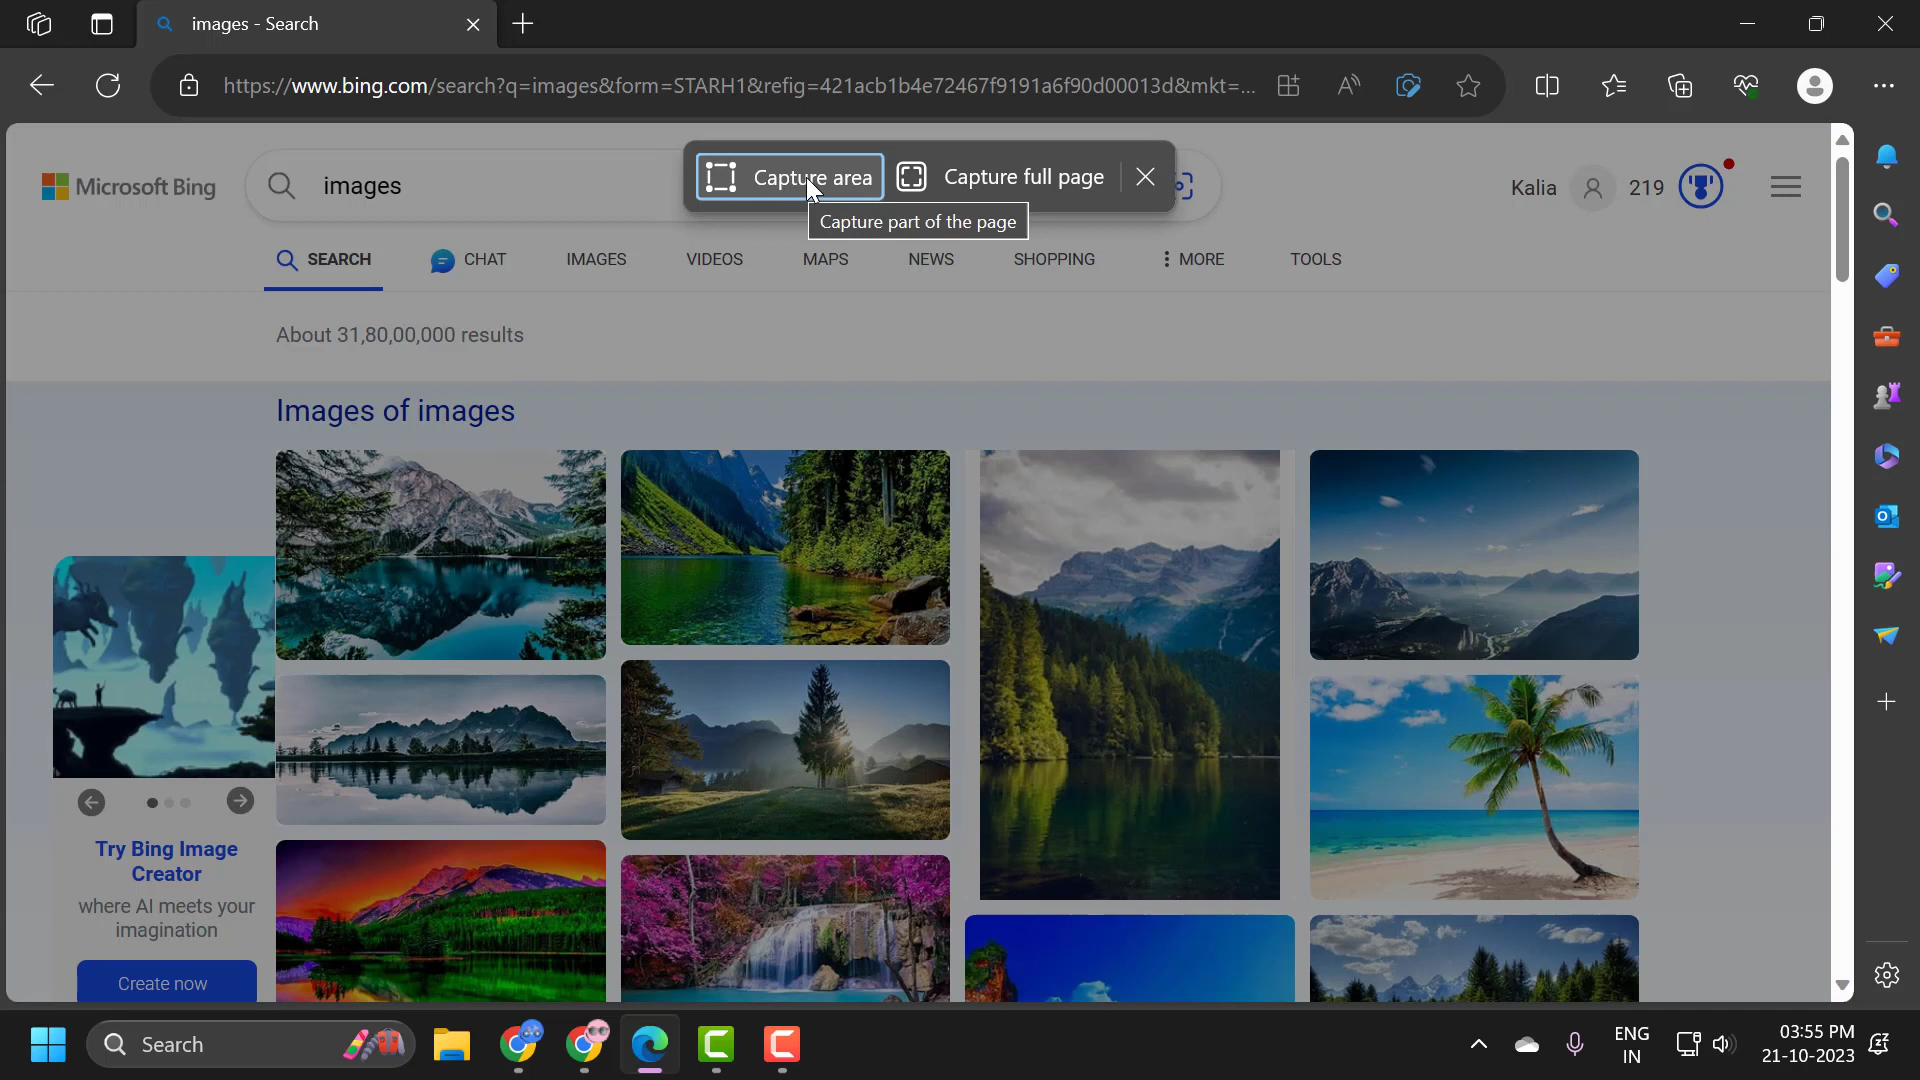 images - Search
https://www.bing.com/search?q=images&form=STARH1&refig=421acb1b4e72467f9191a6f90d00013d&mkt=...
Microsoft Bing
images
Capture area
Capture full page
Capture part of the page
Kalia
219
SEARCH
CHAT
IMAGES
VIDEOS
MAPS
NEWS
SHOPPING
MORE
TOOLS
About 31,80,00,000 results
Images of images
Try Bing Image
Creator
where AI meets your
imagination
Create now
Search
ENG
IN
03:55 PM
21-10-2023